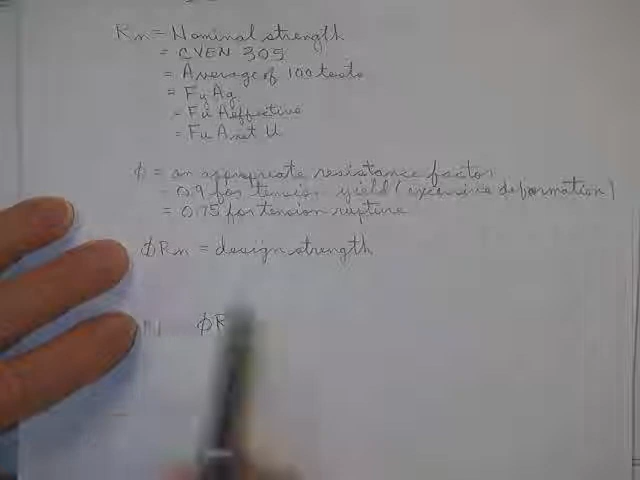 Rn = Nominal strength
= CVEN 305
= Average of 100 tests
= Fy Ag
= Fu Aeffective
= Fu Anet U
ϕ = an appropriate resistance factor
= 0.9 for tension yield (excessive deformation)
= 0.75 for tension rupture
ϕRn = design strength
ϕR